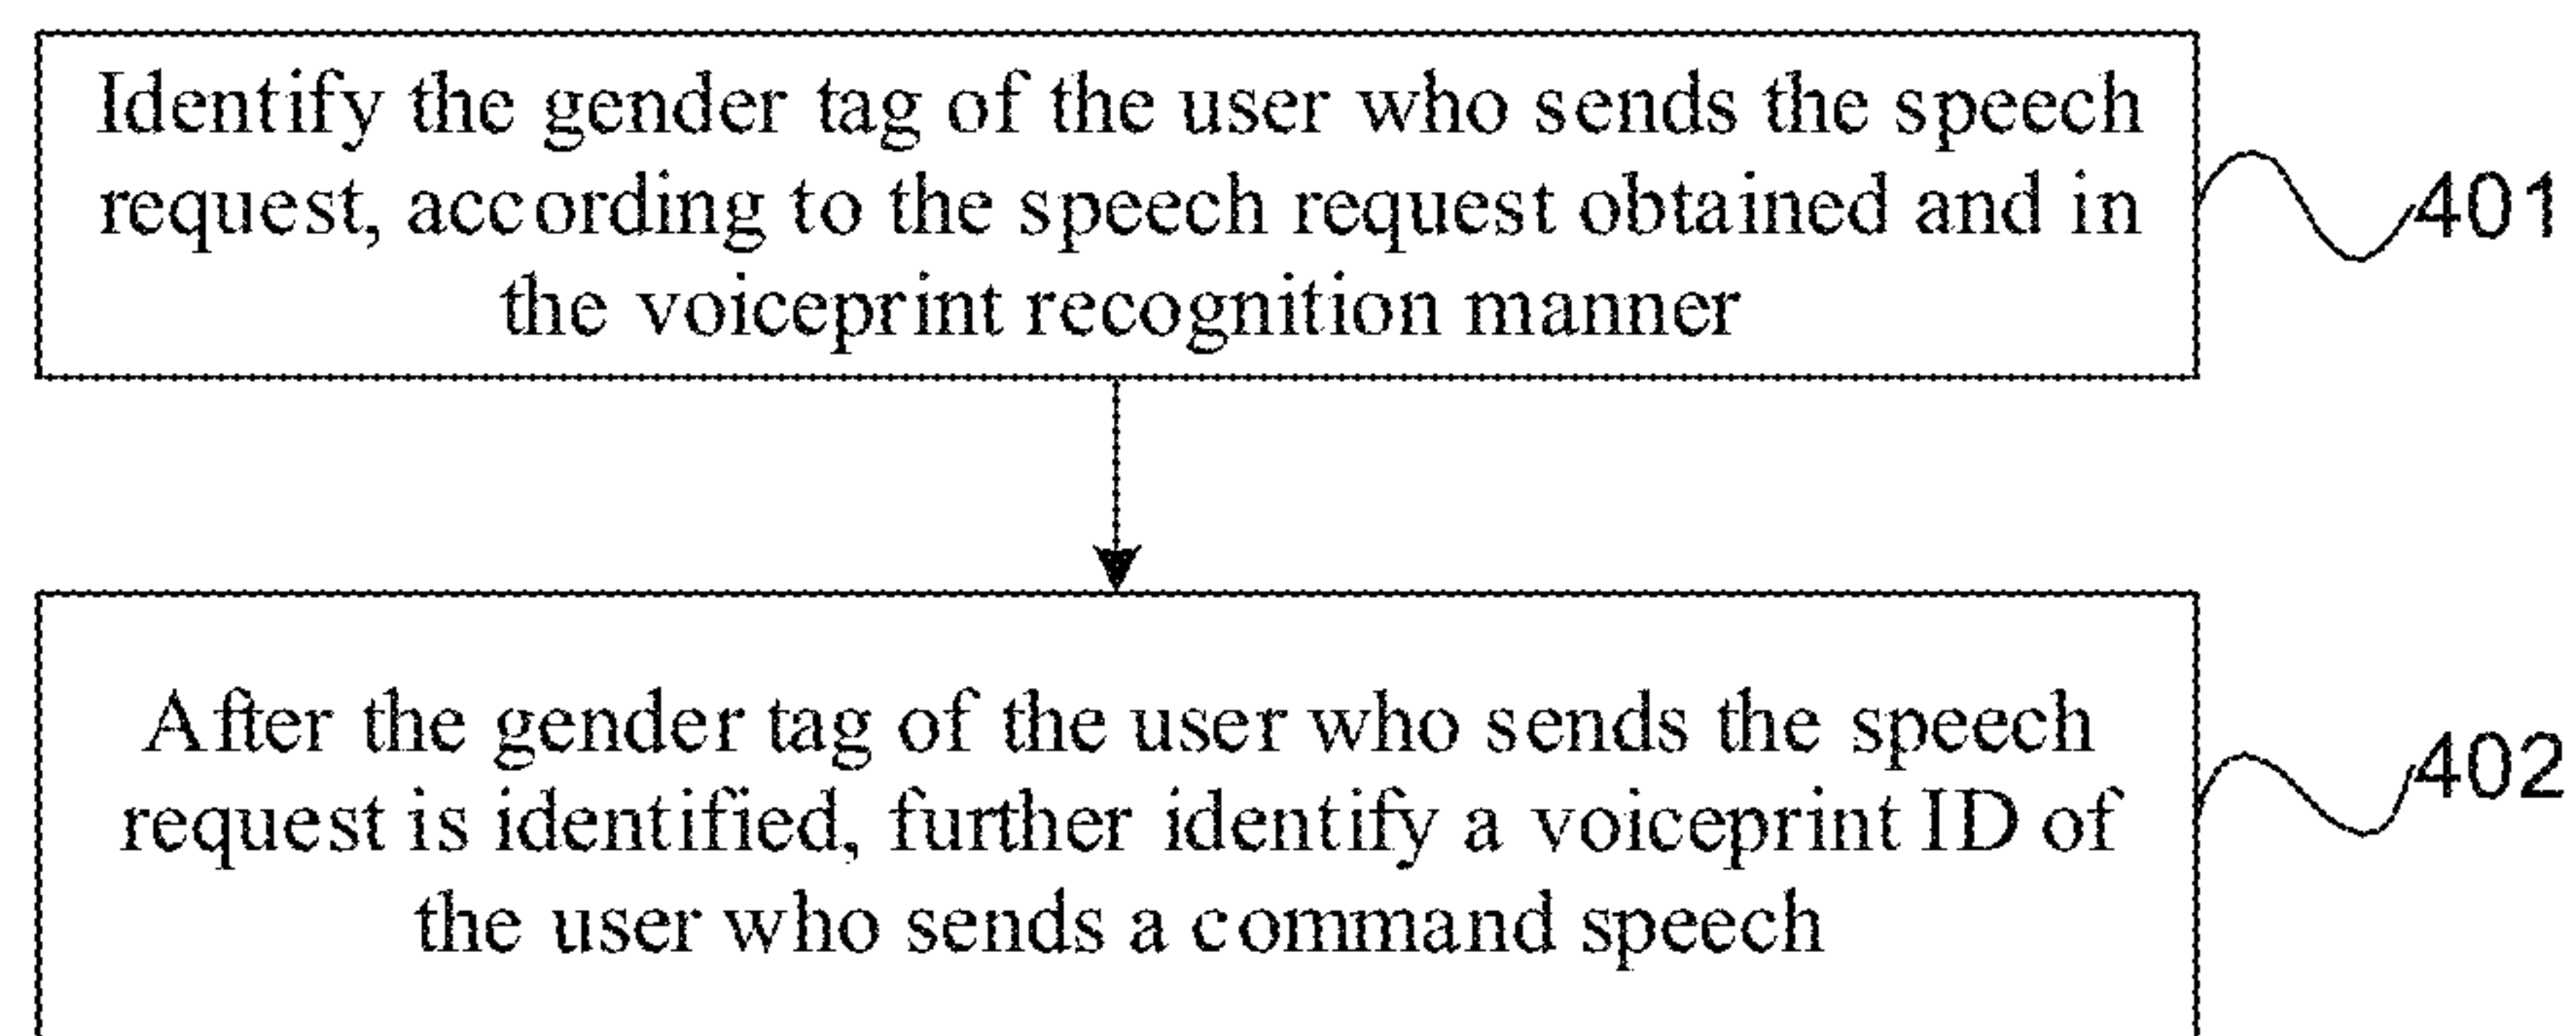 Identify the gender tag of the user who sends the speech
request, according to the speech request obtained and in
the voiceprint recognition manner
401
After the gender tag of the user who sends the speech
request is identified, further identify a voiceprint ID of
the user who sends a command speech
402